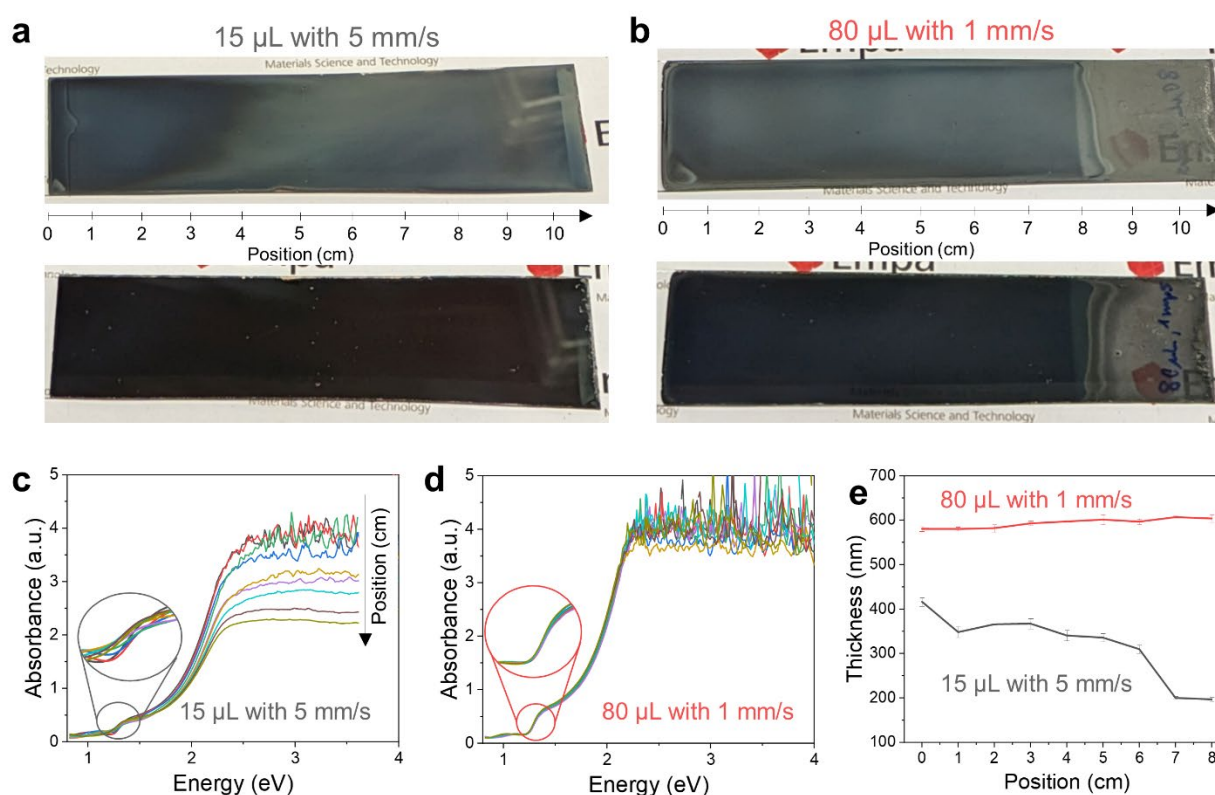 a
15 µL with 5 mm/s
Technology
Materials Science and Technology
0 1 2 3 4 5 6 7 8 9 10
Position (cm)
Materials Science and Technology
b
80 µL with 1 mm/s
Empa
Materials Science and Technology
0 1 2 3 4 5 6 7 8 9 10
Position (cm)
Empa
80 µL, 1 mm/s
Materials Science and Technology
c
5
4
3
2
1
0
Absorbance (a.u.)
Position (cm)
15 µL with 5 mm/s
1 2 3 4
Energy (eV)
d
5
4
3
2
1
0
Absorbance (a.u.)
80 µL with 1 mm/s
1 2 3 4
Energy (eV)
e
700
600
500
400
300
200
100
Thickness (nm)
80 µL with 1 mm/s
15 µL with 5 mm/s
0 1 2 3 4 5 6 7 8
Position (cm)